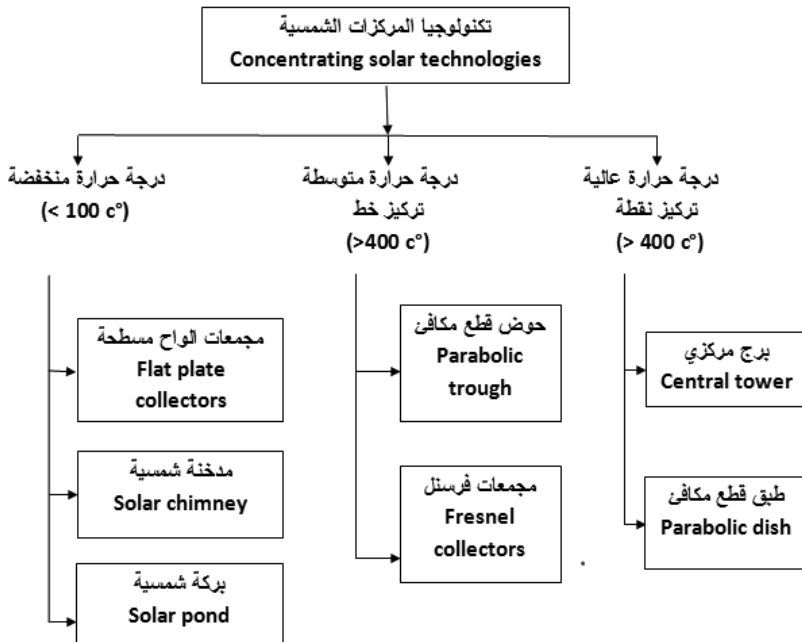 تكنولوجيا المركزات الشمسية
Concentrating solar technologies
درجة حرارة منخفضة
(< 100 c°)
درجة حرارة متوسطة
تركيز خط
(>400 c°)
درجة حرارة عالية
تركيز نقطة
(> 400 c°)
مجمعات الواح مسطحة
Flat plate
collectors
مدخنة شمسية
Solar chimney
بركة شمسية
Solar pond
حوض قطع مكافئ
Parabolic
trough
مجمعات فرسنل
Fresnel
collectors
برج مركزي
Central tower
طبق قطع مكافئ
Parabolic dish